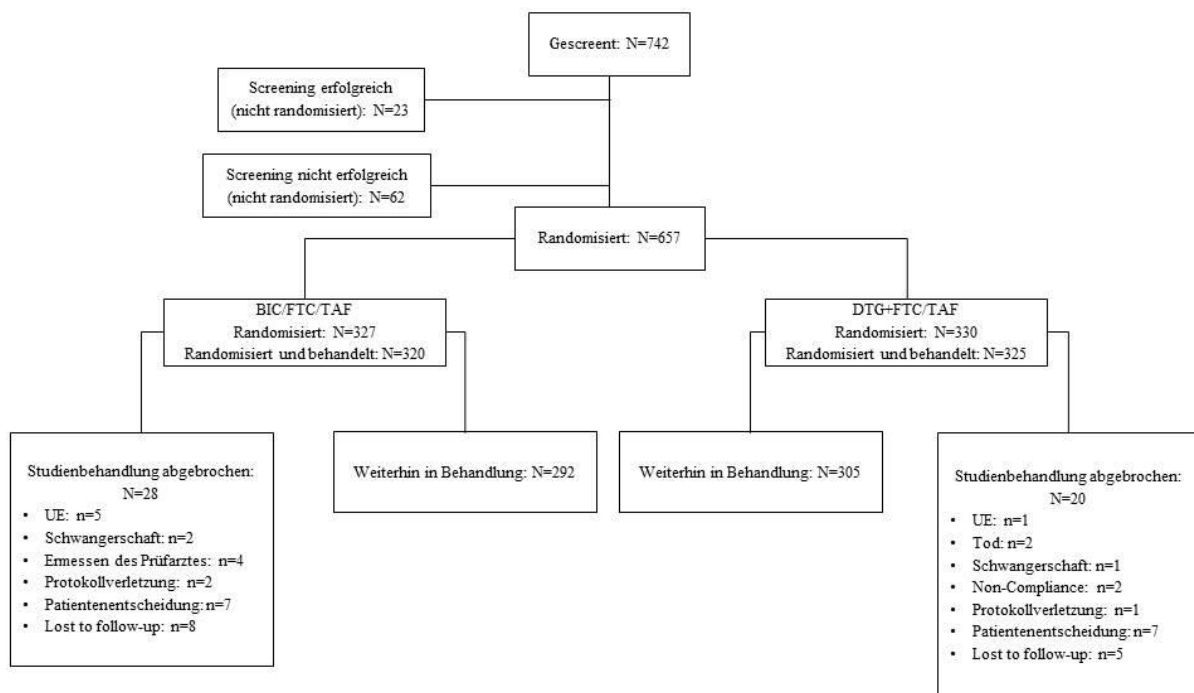 Gescreent: N=742
Screening erfolgreich
(nicht randomisiert): N=23
Screening nicht erfolgreich
(nicht randomisiert): N=62
Randomisiert: N=657
BIC/FTC/TAF
Randomisiert: N=327
Randomisiert und behandelt: N=320
DTG+FTC/TAF
Randomisiert: N=330
Randomisiert und behandelt: N=325
Studienbehandlung abgebrochen:
N=28
• UE: n=5
• Schwangerschaft: n=2
• Ermessen des Prüfarztes: n=4
• Protokollverletzung: n=2
• Patientenentscheidung: n=7
• Lost to follow-up: n=8
Weiterhin in Behandlung: N=292
Weiterhin in Behandlung: N=305
Studienbehandlung abgebrochen:
N=20
• UE: n=1
• Tod: n=2
• Schwangerschaft: n=1
• Non-Compliance: n=2
• Protokollverletzung: n=1
• Patientenentscheidung: n=7
• Lost to follow-up: n=5